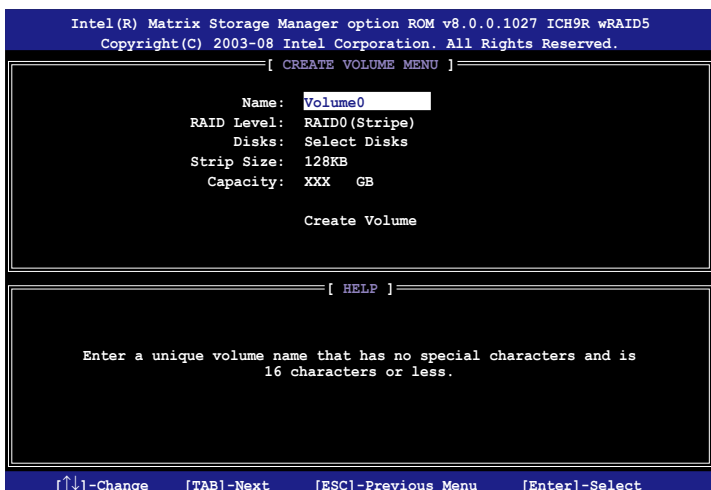 Intel(R) Matrix Storage Manager option ROM v8.0.0.1027 ICH9R wRAID5
Copyright(C) 2003-08 Intel Corporation. All Rights Reserved.
[ CREATE VOLUME MENU ]
Name: Volume0
RAID Level: RAID0(Stripe)
Disks: Select Disks
Strip Size: 128KB
Capacity: XXX GB
Create Volume
[ HELP ]
Enter a unique volume name that has no special characters and is
16 characters or less.
[↑↓]-Change [TAB]-Next [ESC]-Previous Menu [Enter]-Select